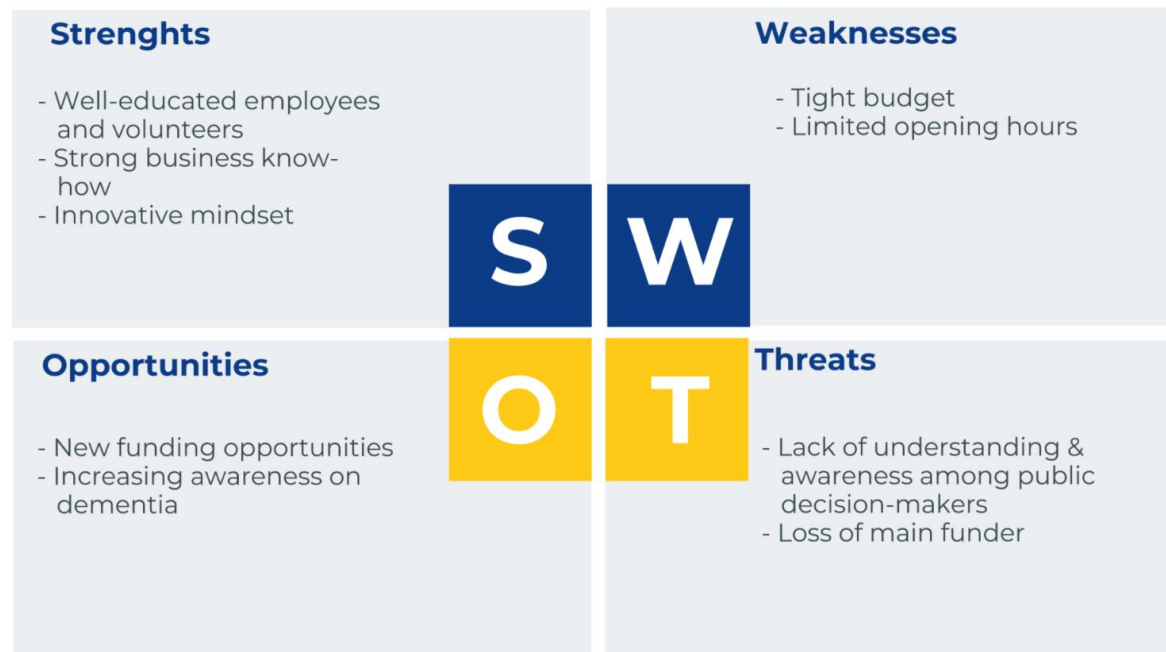 Strenghts
- Well-educated employees
and volunteers
- Strong business know-
how
- Innovative mindset
Weaknesses
- Tight budget
- Limited opening hours
S W
O T
Opportunities
- New funding opportunities
- Increasing awareness on
dementia
Threats
- Lack of understanding &
awareness among public
decision-makers
- Loss of main funder